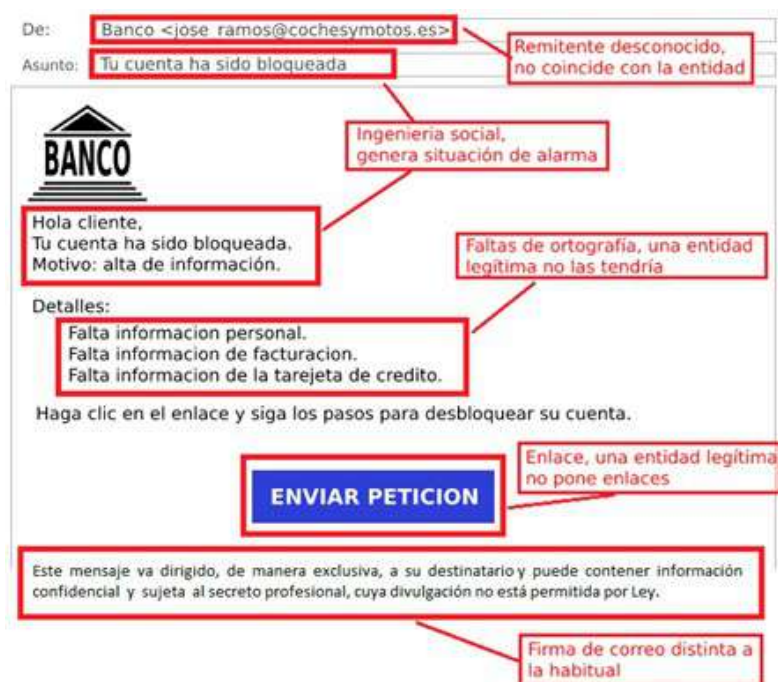 De: Banco <jose_ramos@cochesymotos.es>
Remitente desconocido,
no coincide con la entidad
Asunto: Tu cuenta ha sido bloqueada
Ingenieria social,
genera situación de alarma
BANCO
Hola cliente,
Tu cuenta ha sido bloqueada.
Motivo: alta de información.
Faltas de ortografía, una entidad
legítima no las tendría
Detalles:
Falta informacion personal.
Falta informacion de facturacion.
Falta informacion de la tarejeta de credito.
Haga clic en el enlace y siga los pasos para desbloquear su cuenta.
Enlace, una entidad legítima
no pone enlaces
ENVIAR PETICION
Este mensaje va dirigido, de manera exclusiva, a su destinatario y puede contener información
confidencial y sujeta al secreto profesional, cuya divulgación no está permitida por Ley.
Firma de correo distinta a
la habitual